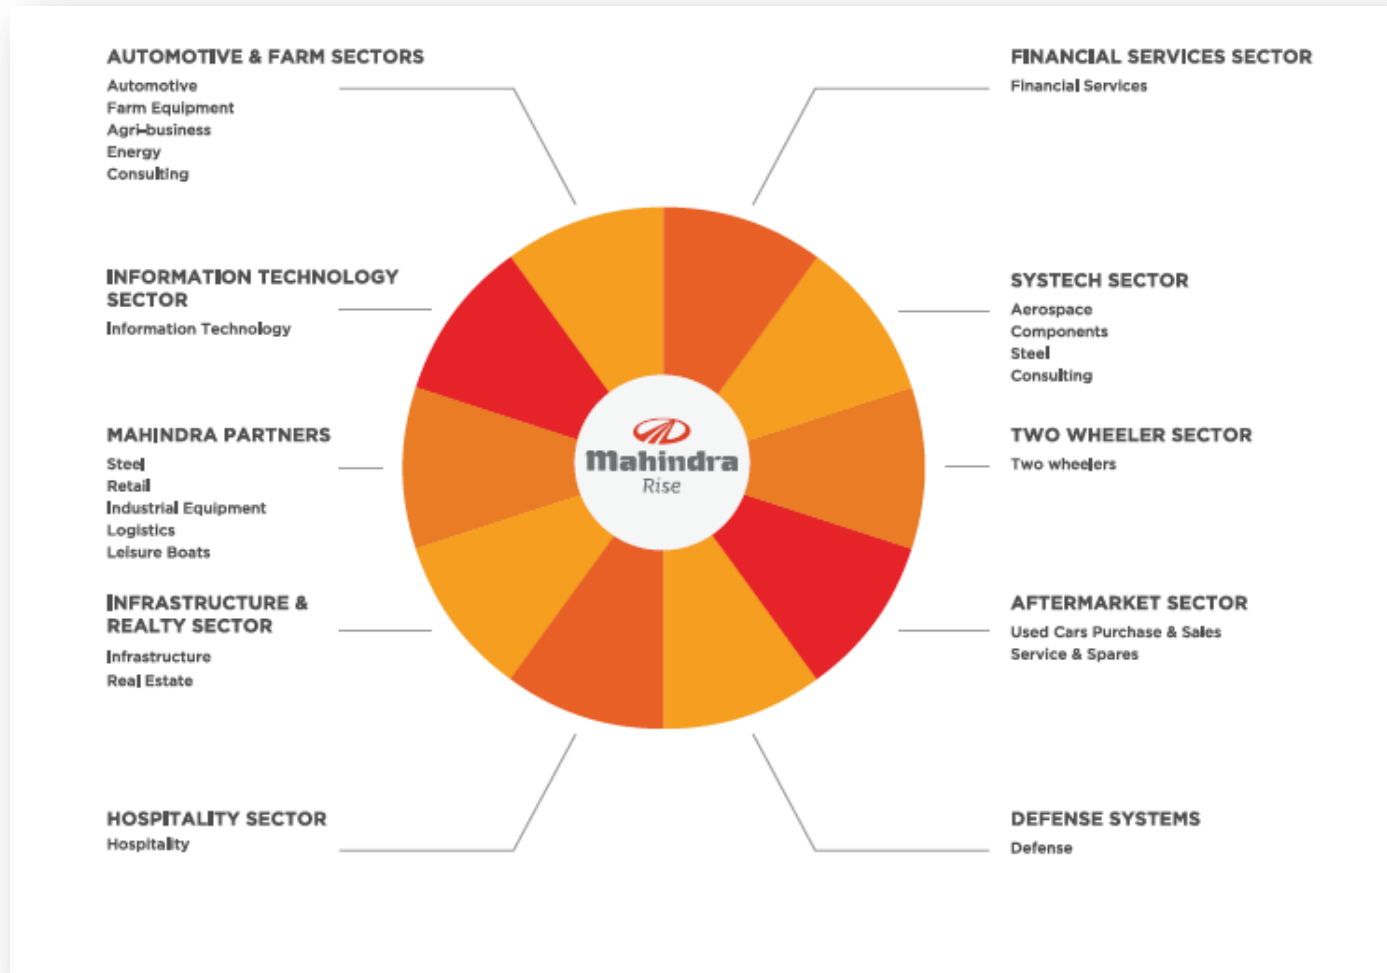 AUTOMOTIVE & FARM SECTORS
Automotive
Farm Equipment
Agri-business
Energy
Consulting
INFORMATION TECHNOLOGY
SECTOR
Information Technology
MAHINDRA PARTNERS
Steel
Retail
Industrial Equipment
Logistics
Leisure Boats
INFRASTRUCTURE &
REALTY SECTOR
Infrastructure
Real Estate
HOSPITALITY SECTOR
Hospitality
Mahindra
Rise
FINANCIAL SERVICES SECTOR
Financial Services
SYSTECH SECTOR
Aerospace
Components
Steel
Consulting
TWO WHEELER SECTOR
Two wheelers
AFTERMARKET SECTOR
Used Cars Purchase & Sales
Service & Spares
DEFENSE SYSTEMS
Defense